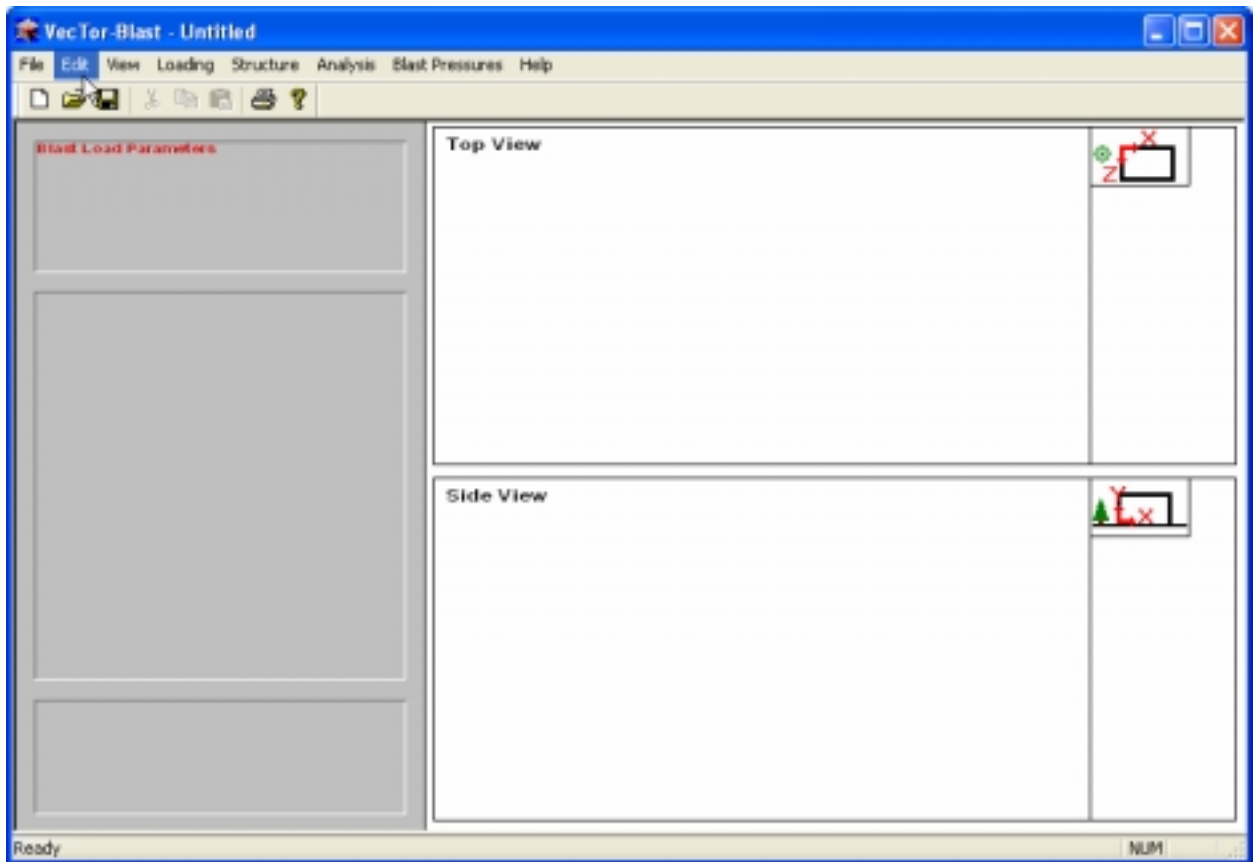 VecTor-Blast - Untitled
File Edit View Loading Structure Analysis Blast Pressures Help
Blast Load Parameters
Top View
X
Z
Side View
Y
X
Ready NUM